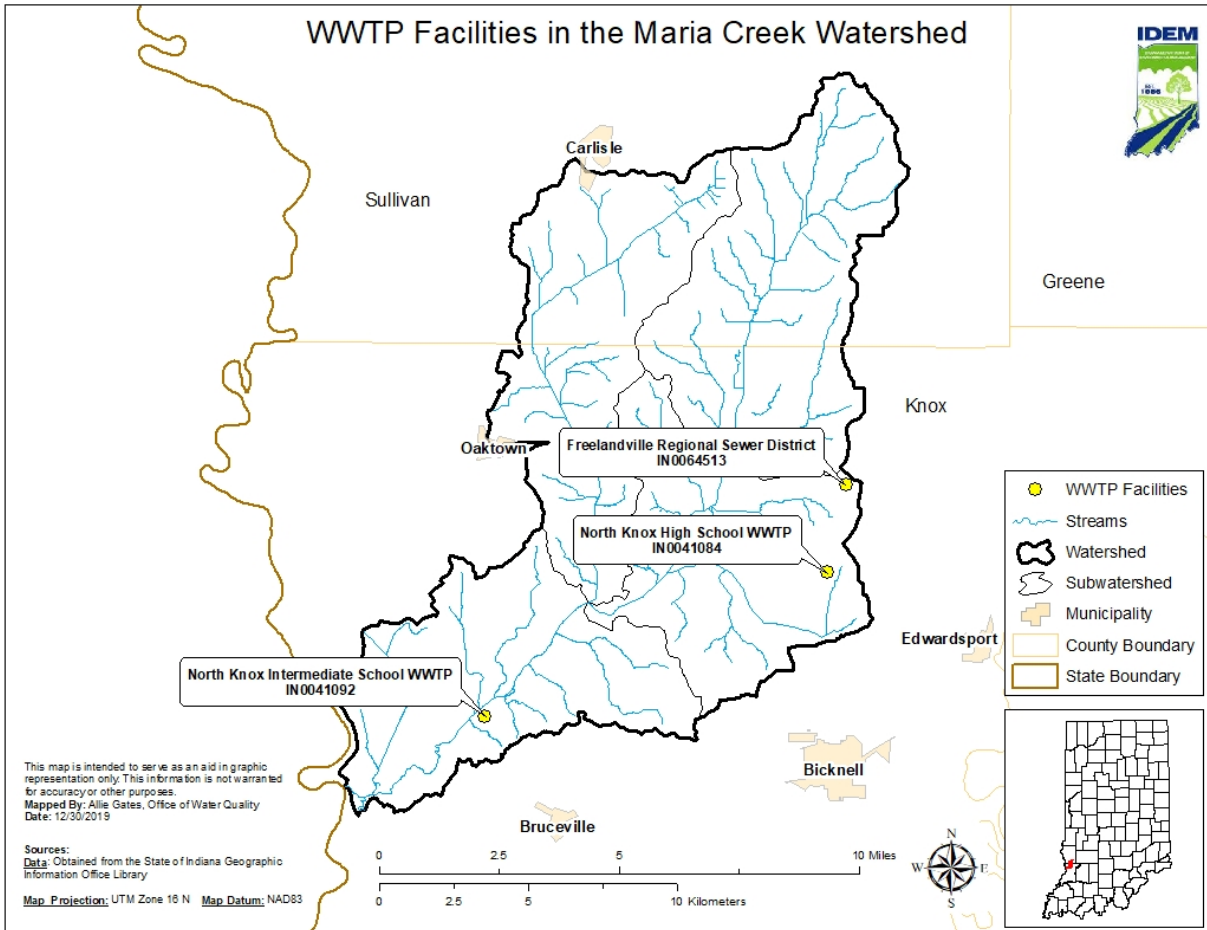 WWTP Facilities in the Maria Creek Watershed
IDEM
EST.
1986
Carlisle
Sullivan
Greene
Knox
Oaktown
Freelandville Regional Sewer District
IN0064513
North Knox High School WWTP
IN0041084
WWTP Facilities
Streams
Watershed
Subwatershed
Municipality
County Boundary
State Boundary
Edwardsport
North Knox Intermediate School WWTP
IN0041092
Bicknell
Bruceville
This map is intended to serve as an aid in graphic
representation only. This information is not warranted
for accuracy or other purposes.
Mapped By: Allie Gates, Office of Water Quality
Date: 12/30/2019
Sources:
Data: Obtained from the State of Indiana Geographic
Information Office Library
Map Projection: UTM Zone 16 N Map Datum: NAD83
0 2.5 5 10 Miles
0 2.5 5 10 Kilometers
N
W E
S